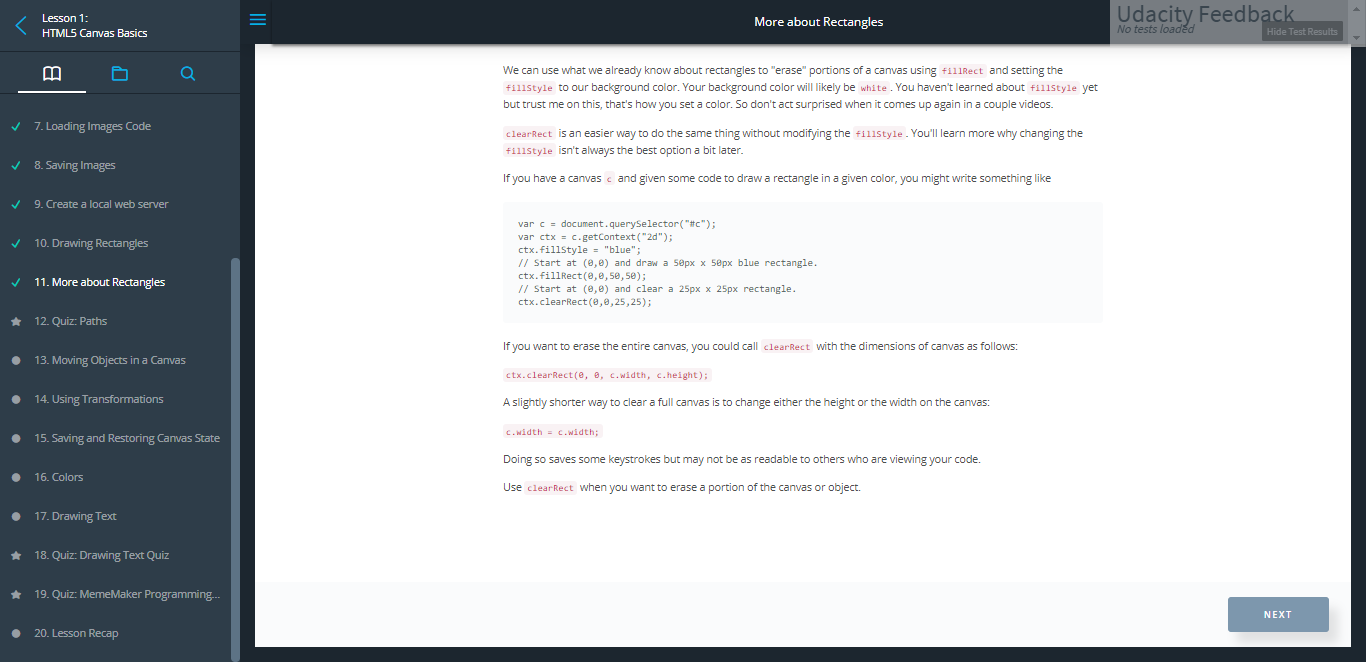 Lesson 1:
HTML5 Canvas Basics
7. Loading Images Code
8. Saving Images
9. Create a local web server
10. Drawing Rectangles
11. More about Rectangles
12. Quiz: Paths
13. Moving Objects in a Canvas
14. Using Transformations
15. Saving and Restoring Canvas State
16. Colors
17. Drawing Text
18. Quiz: Drawing Text Quiz
19. Quiz: MemeMaker Programming...
20. Lesson Recap
More about Rectangles
Udacity Feedback
No tests loaded
Hide Test Results
We can use what we already know about rectangles to "erase" portions of a canvas using fillRect and setting the
fillStyle to our background color. Your background color will likely be white . You haven't learned about fillStyle yet
but trust me on this, that's how you set a color. So don't act surprised when it comes up again in a couple videos.
clearRect is an easier way to do the same thing without modifying the fillStyle . You'll learn more why changing the
fillStyle isn't always the best option a bit later.
If you have a canvas c and given some code to draw a rectangle in a given color, you might write something like
var c = document.querySelector("#c");
var ctx = c.getContext("2d");
ctx.fillStyle = "blue";
// Start at (0,0) and draw a 50px x 50px blue rectangle.
ctx.fillRect(0,0,50,50);
// Start at (0,0) and clear a 25px x 25px rectangle.
ctx.clearRect(0,0,25,25);
If you want to erase the entire canvas, you could call clearRect with the dimensions of canvas as follows:
ctx.clearRect(0, 0, c.width, c.height);
A slightly shorter way to clear a full canvas is to change either the height or the width on the canvas:
c.width = c.width;
Doing so saves some keystrokes but may not be as readable to others who are viewing your code.
Use clearRect when you want to erase a portion of the canvas or object.
NEXT